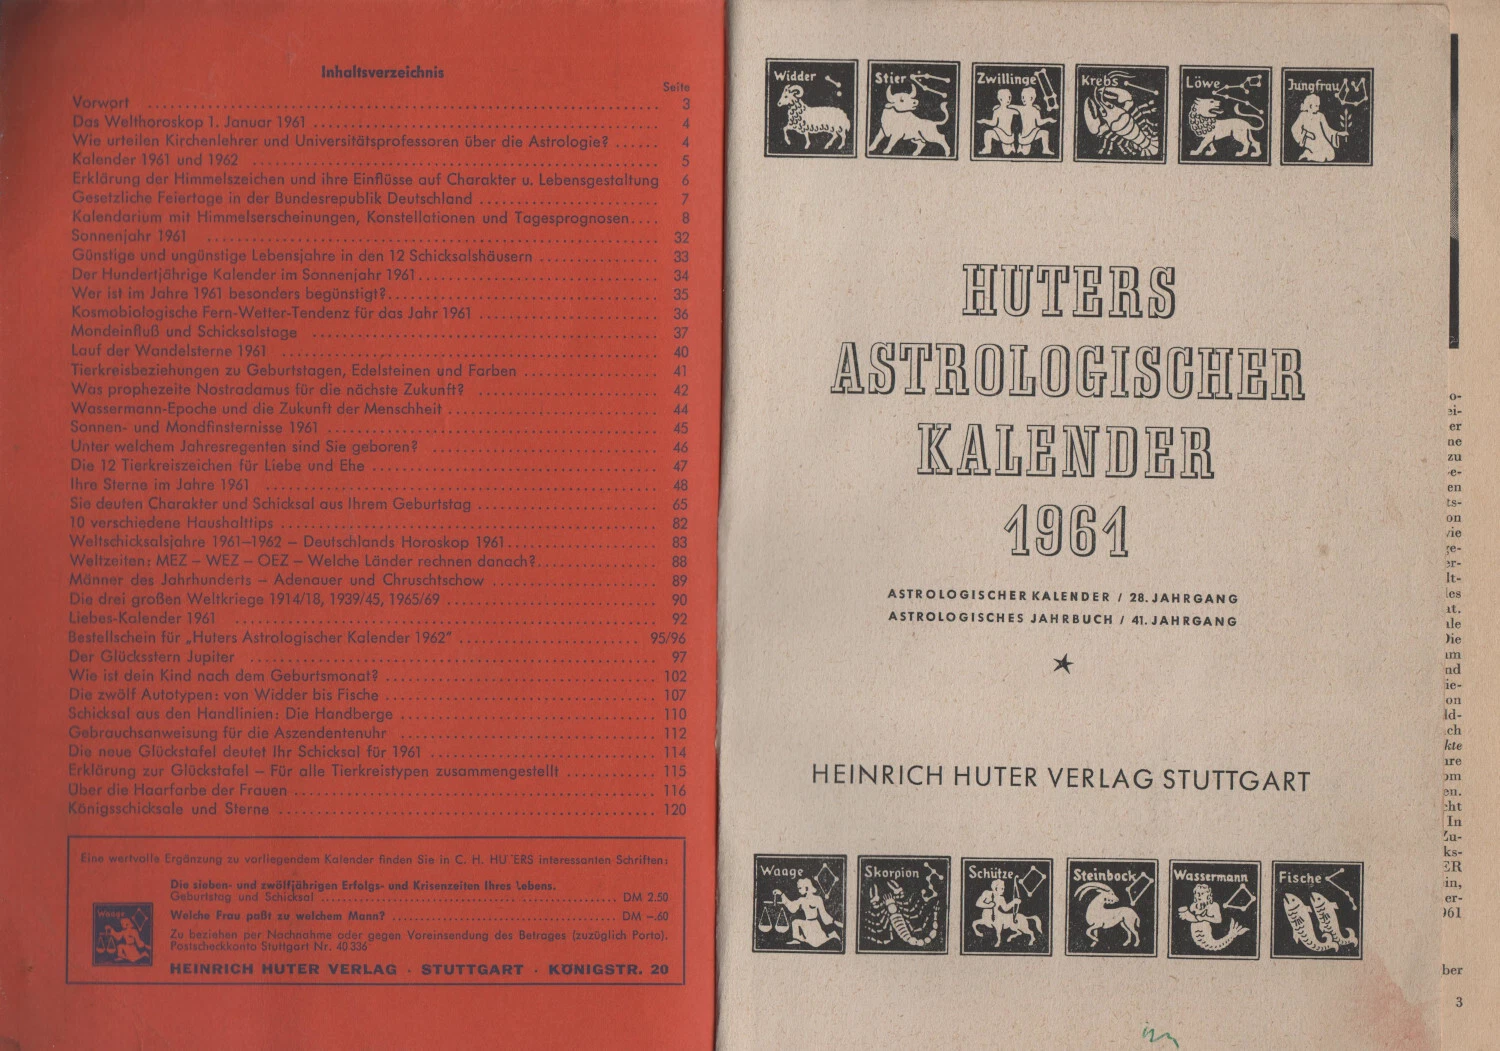 Inhaltsverzeichnis
Seite
Vorwort 3
Das Welthoroskop 1. Januar 1961 4
Wie urteilen Kirchenlehrer und Universitätsprofessoren über die Astrologie? 4
Kalender 1961 und 1962 5
Erklärung der Himmelszeichen und ihre Einflüsse auf Charakter u. Lebensgestaltung 6
Gesetzliche Feiertage in der Bundesrepublik Deutschland 7
Kalendarium mit Himmelserscheinungen, Konstellationen und Tagesprognosen.... 8
Sonnenjahr 1961 32
Günstige und ungünstige Lebensjahre in den 12 Schicksalshäusern 33
Der Hundertjährige Kalender im Sonnenjahr 1961 34
Wer ist im Jahre 1961 besonders begünstigt? 35
Kosmobiologische Fern-Wetter-Tendenz für das Jahr 1961 36
Mondeinfluß und Schicksalstage 37
Lauf der Wandelsterne 1961 40
Tierkreisbeziehungen zu Geburtstagen, Edelsteinen und Farben 41
Was prophezeite Nostradamus für die nächste Zukunft? 42
Wassermann-Epoche und die Zukunft der Menschheit 44
Sonnen- und Mondfinsternisse 1961 45
Unter welchem Jahresregenten sind Sie geboren? 46
Die 12 Tierkreiszeichen für Liebe und Ehe 47
Ihre Sterne im Jahre 1961 48
Sie deuten Charakter und Schicksal aus Ihrem Geburtstag 65
10 verschiedene Haushalttips 82
Weltschicksalsjahre 1961–1962 – Deutschlands Horoskop 1961 83
Weltzeiten: MEZ – WEZ – OEZ – Welche Länder rechnen danach? 88
Männer des Jahrhunderts – Adenauer und Chruschtschow 89
Die drei großen Weltkriege 1914/18, 1939/45, 1965/69 90
Liebes-Kalender 1961 92
Bestellschein für „Huters Astrologischer Kalender 1962" 95/96
Der Glücksstern Jupiter 97
Wie ist dein Kind nach dem Geburtsmonat? 102
Die zwölf Autotypen: von Widder bis Fische 107
Schicksal aus den Handlinien: Die Handberge 110
Gebrauchsanweisung für die Aszendentenuhr 112
Die neue Glückstafel deutet Ihr Schicksal für 1961 114
Erklärung zur Glückstafel – Für alle Tierkreistypen zusammengestellt 115
Über die Haarfarbe der Frauen 116
Königsschicksale und Sterne 120
Eine wertvolle Ergänzung zu vorliegendem Kalender finden Sie in C. H. HUTERS interessanten Schriften:
Die sieben- und zwölfjährigen Erfolgs- und Krisenzeiten Ihres Lebens.
Geburtstag und Schicksal DM 2.50
Welche Frau paßt zu welchem Mann? DM –.60
Zu beziehen per Nachnahme oder gegen Voreinsendung des Betrages (zuzüglich Porto).
Postscheckkonto Stuttgart Nr. 40 336
Waage
HEINRICH HUTER VERLAG · STUTTGART · KÖNIGSTR. 20
Widder Stier Zwillinge Krebs Löwe Jungfrau
HUTERS
ASTROLOGISCHER
KALENDER
1961
ASTROLOGISCHER KALENDER / 28. JAHRGANG
ASTROLOGISCHES JAHRBUCH / 41. JAHRGANG
HEINRICH HUTER VERLAG STUTTGART
Waage Skorpion Schütze Steinbock Wassermann Fische
3